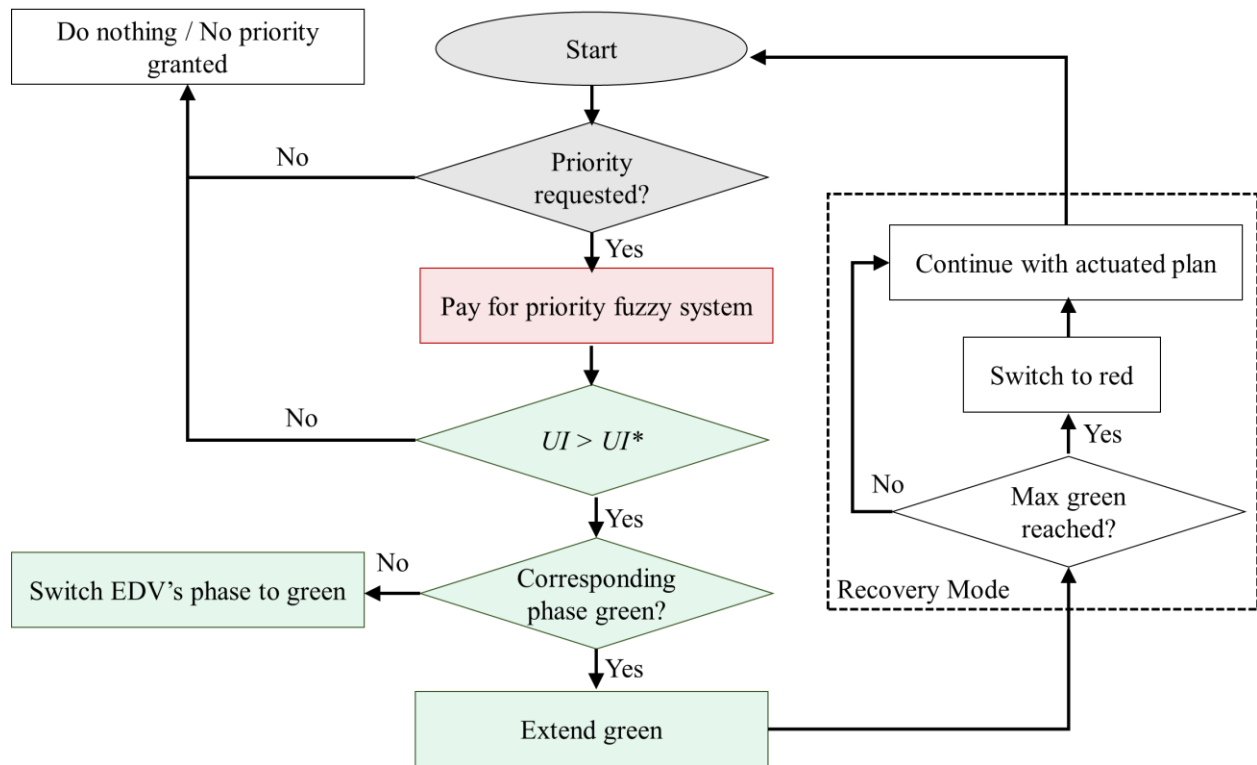 Do nothing / No priority
granted
Start
No
Priority
requested?
Yes
Pay for priority fuzzy system
No
UI > UI*
Yes
Switch EDV's phase to green
No
Corresponding
phase green?
Yes
Extend green
Continue with actuated plan
Switch to red
Yes
No
Max green
reached?
Recovery Mode